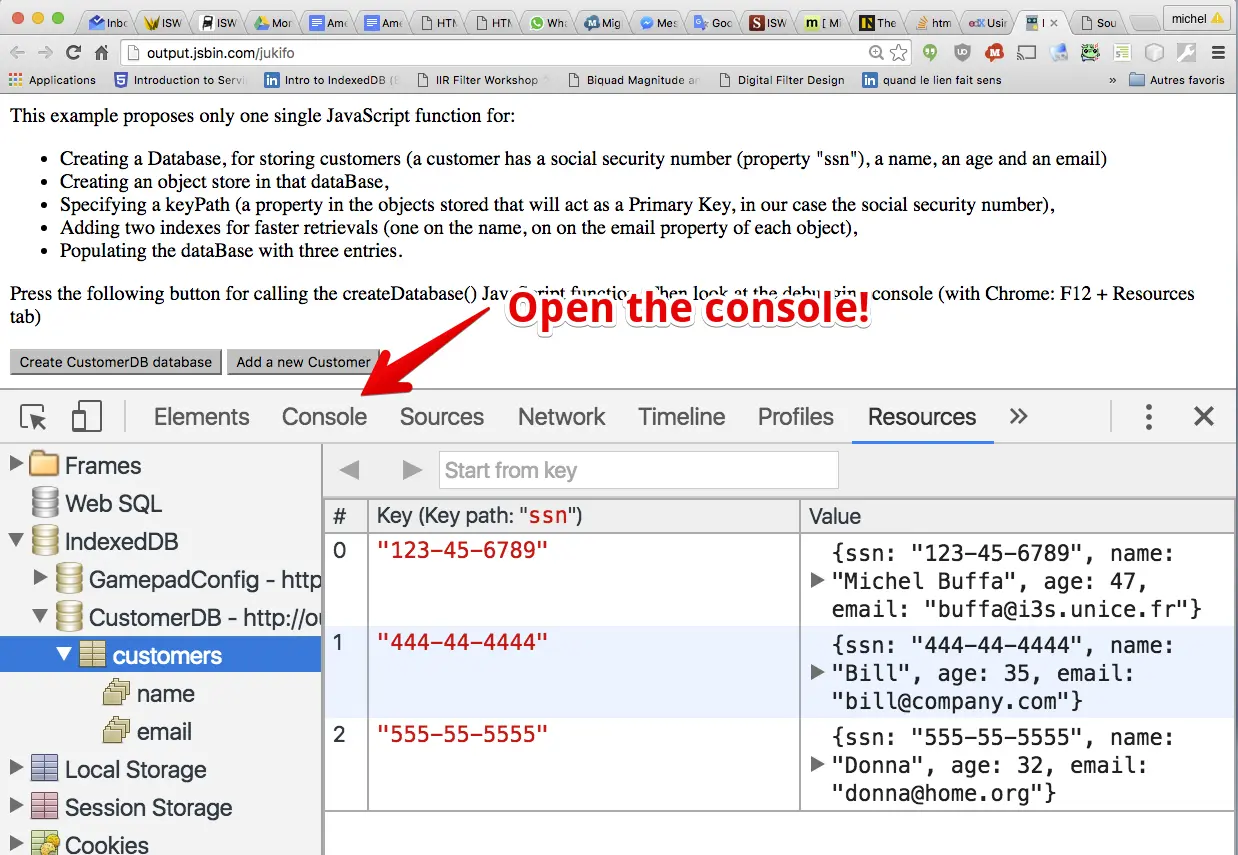 Inbo
ISW
ISW
Mor
Amo
Amo
HTN
HTN
Wha
Mig
Mes
Goo
ISW
[ Mi
The
htm
edX Usin
I
Sou
michel
output.jsbin.com/jukifo
Applications
Introduction to Servi
Intro to IndexedDB (B
IIR Filter Workshop
Biquad Magnitude an
Digital Filter Design
quand le lien fait sens
»
Autres favoris
This example proposes only one single JavaScript function for:
• Creating a Database, for storing customers (a customer has a social security number (property "ssn"), a name, an age and an email)
• Creating an object store in that dataBase,
• Specifying a keyPath (a property in the objects stored that will act as a Primary Key, in our case the social security number),
• Adding two indexes for faster retrievals (one on the name, on on the email property of each object),
• Populating the dataBase with three entries.
Press the following button for calling the createDatabase() JavaScript function. Then look at the debugging console (with Chrome: F12 + Resources
tab)
Open the console!
Create CustomerDB database
Add a new Customer
Elements
Console
Sources
Network
Timeline
Profiles
Resources
»
Frames
Web SQL
IndexedDB
GamepadConfig - http
CustomerDB - http://ou
customers
name
email
Local Storage
Session Storage
Cookies
Start from key
#
Key (Key path: "ssn")
Value
0
"123-45-6789"
{ssn: "123-45-6789", name:
"Michel Buffa", age: 47,
email: "buffa@i3s.unice.fr"}
1
"444-44-4444"
{ssn: "444-44-4444", name:
"Bill", age: 35, email:
"bill@company.com"}
2
"555-55-5555"
{ssn: "555-55-5555", name:
"Donna", age: 32, email:
"donna@home.org"}